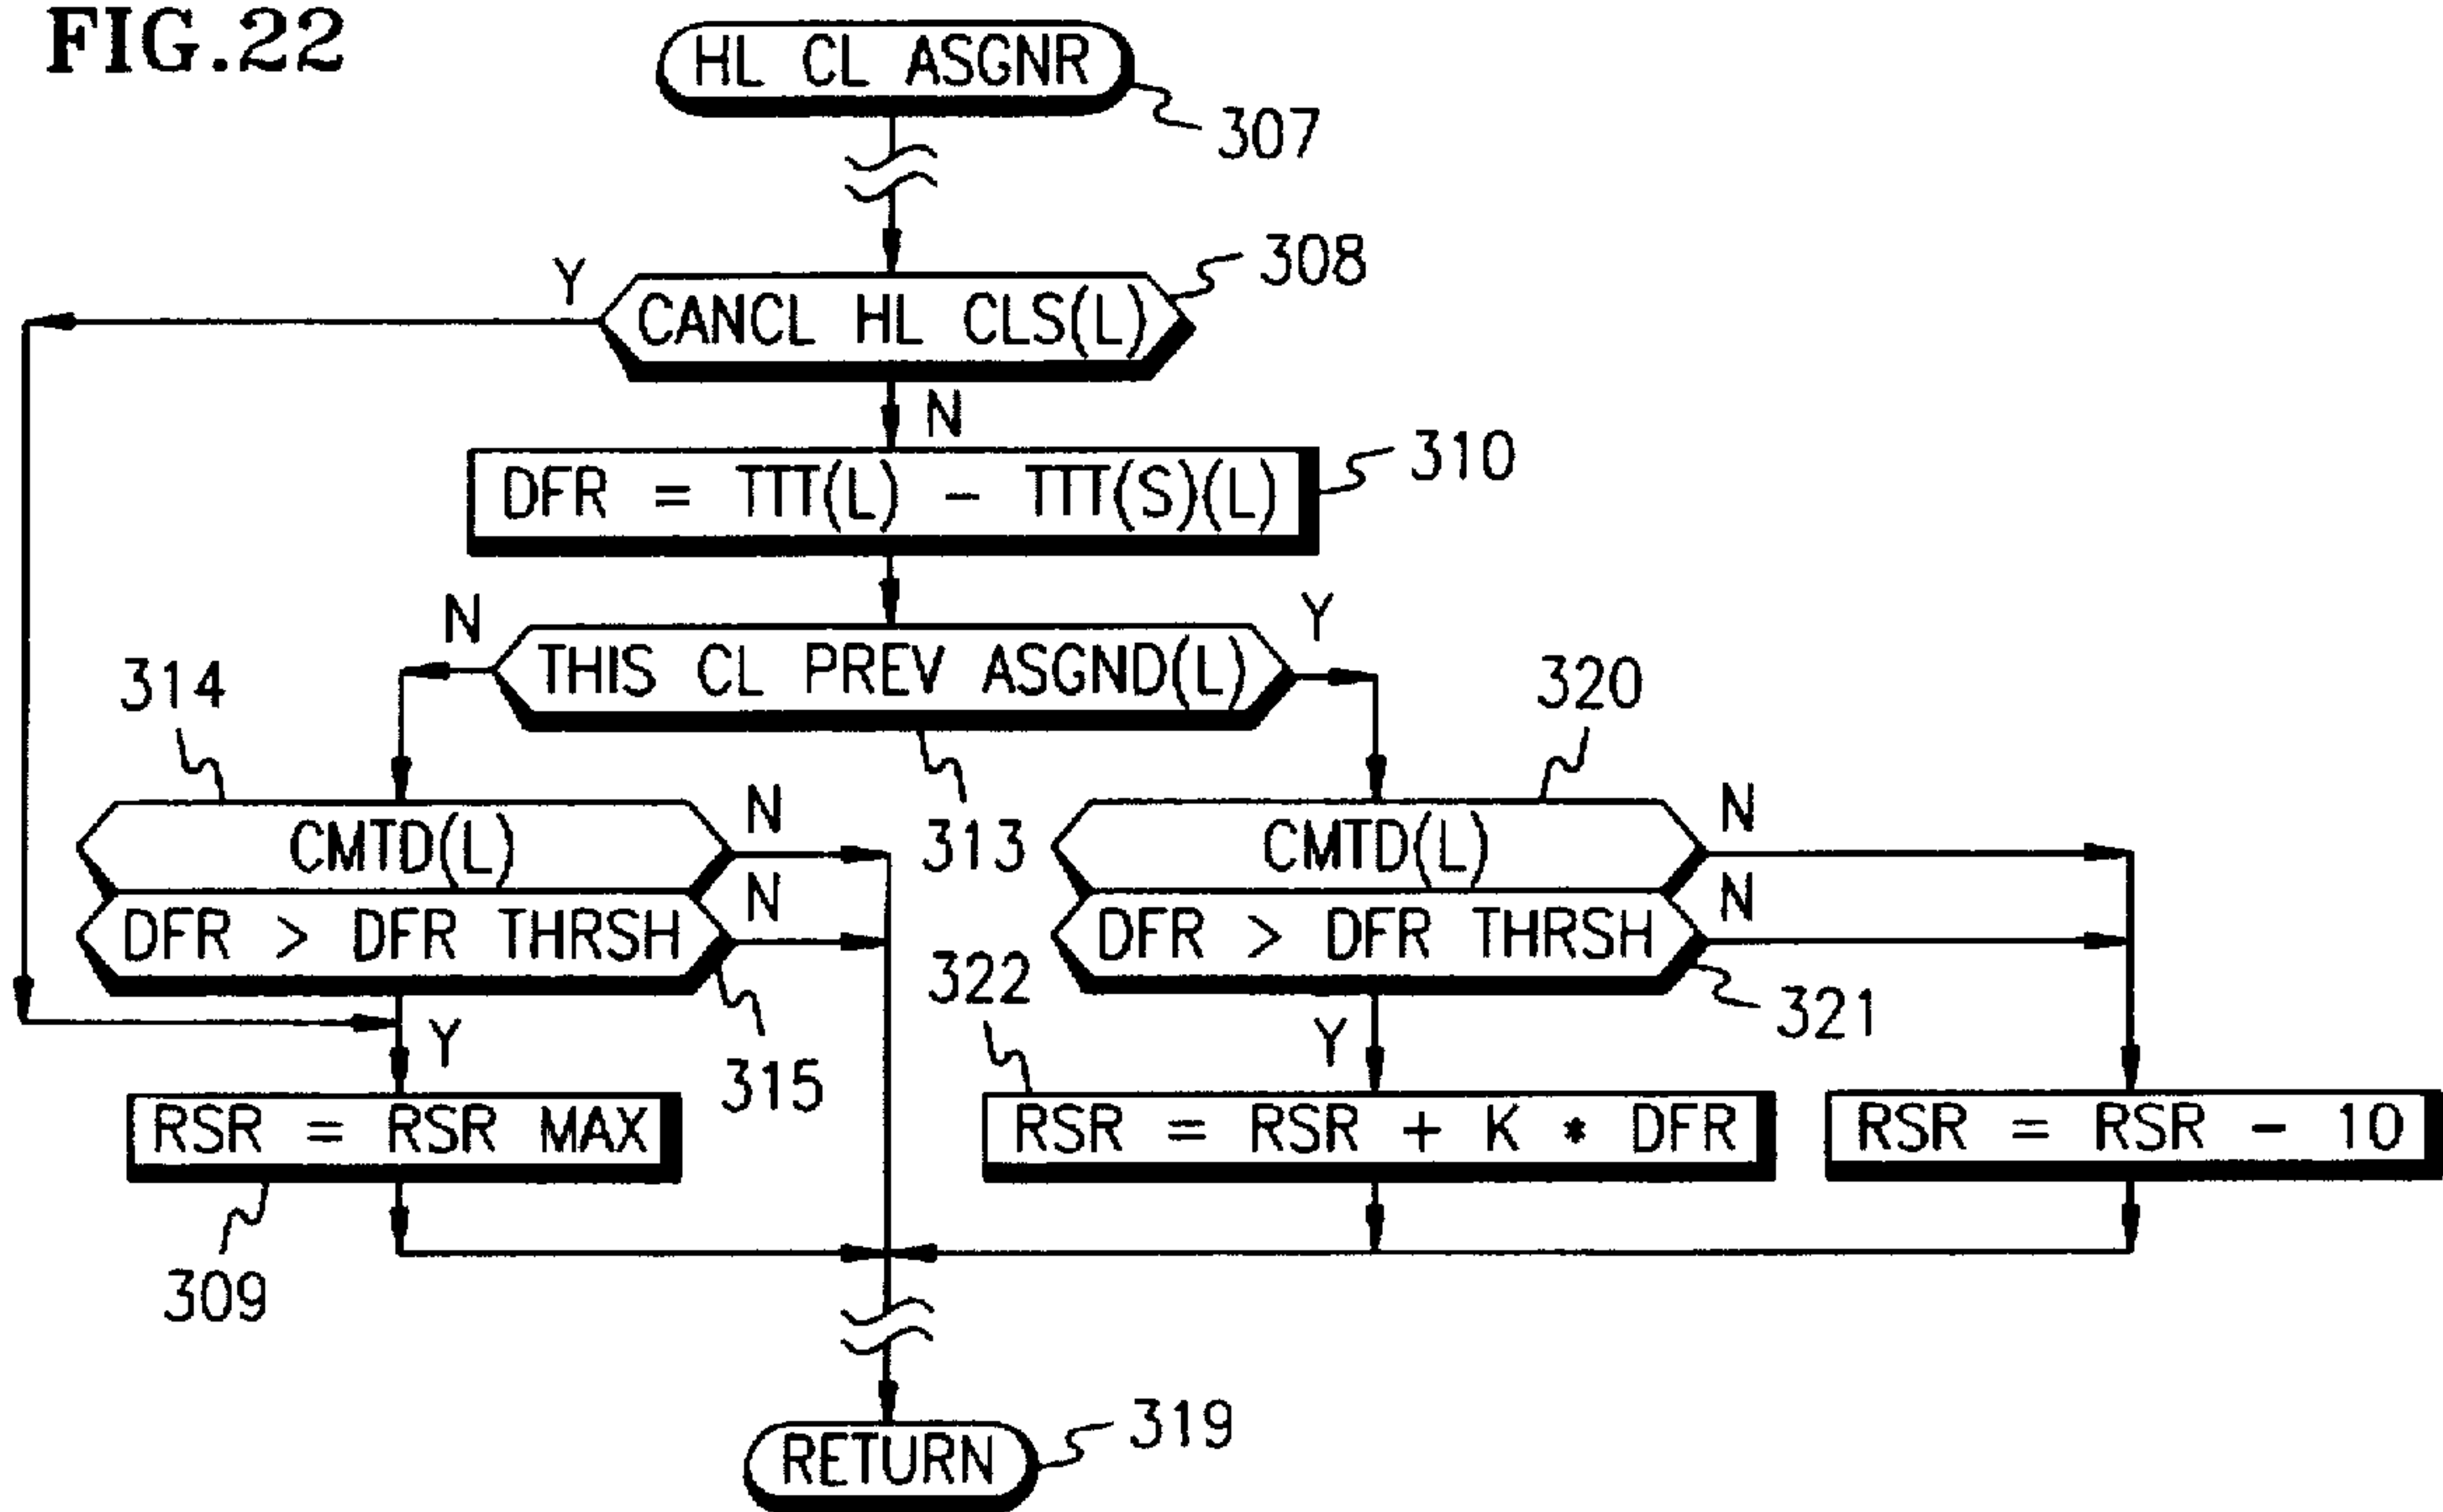 FIG.22
HL CL ASGNR
307
308
Y
CANCL HL CLS(L)
N
310
DFR = TTT(L) - TTT(S)(L)
N
Y
THIS CL PREV ASGND(L)
314
320
313
CMTD(L)
N
CMTD(L)
N
DFR > DFR THRSH
N
DFR > DFR THRSH
N
322
321
Y
315
Y
RSR = RSR MAX
RSR = RSR + K * DFR
RSR = RSR - 10
309
RETURN
319